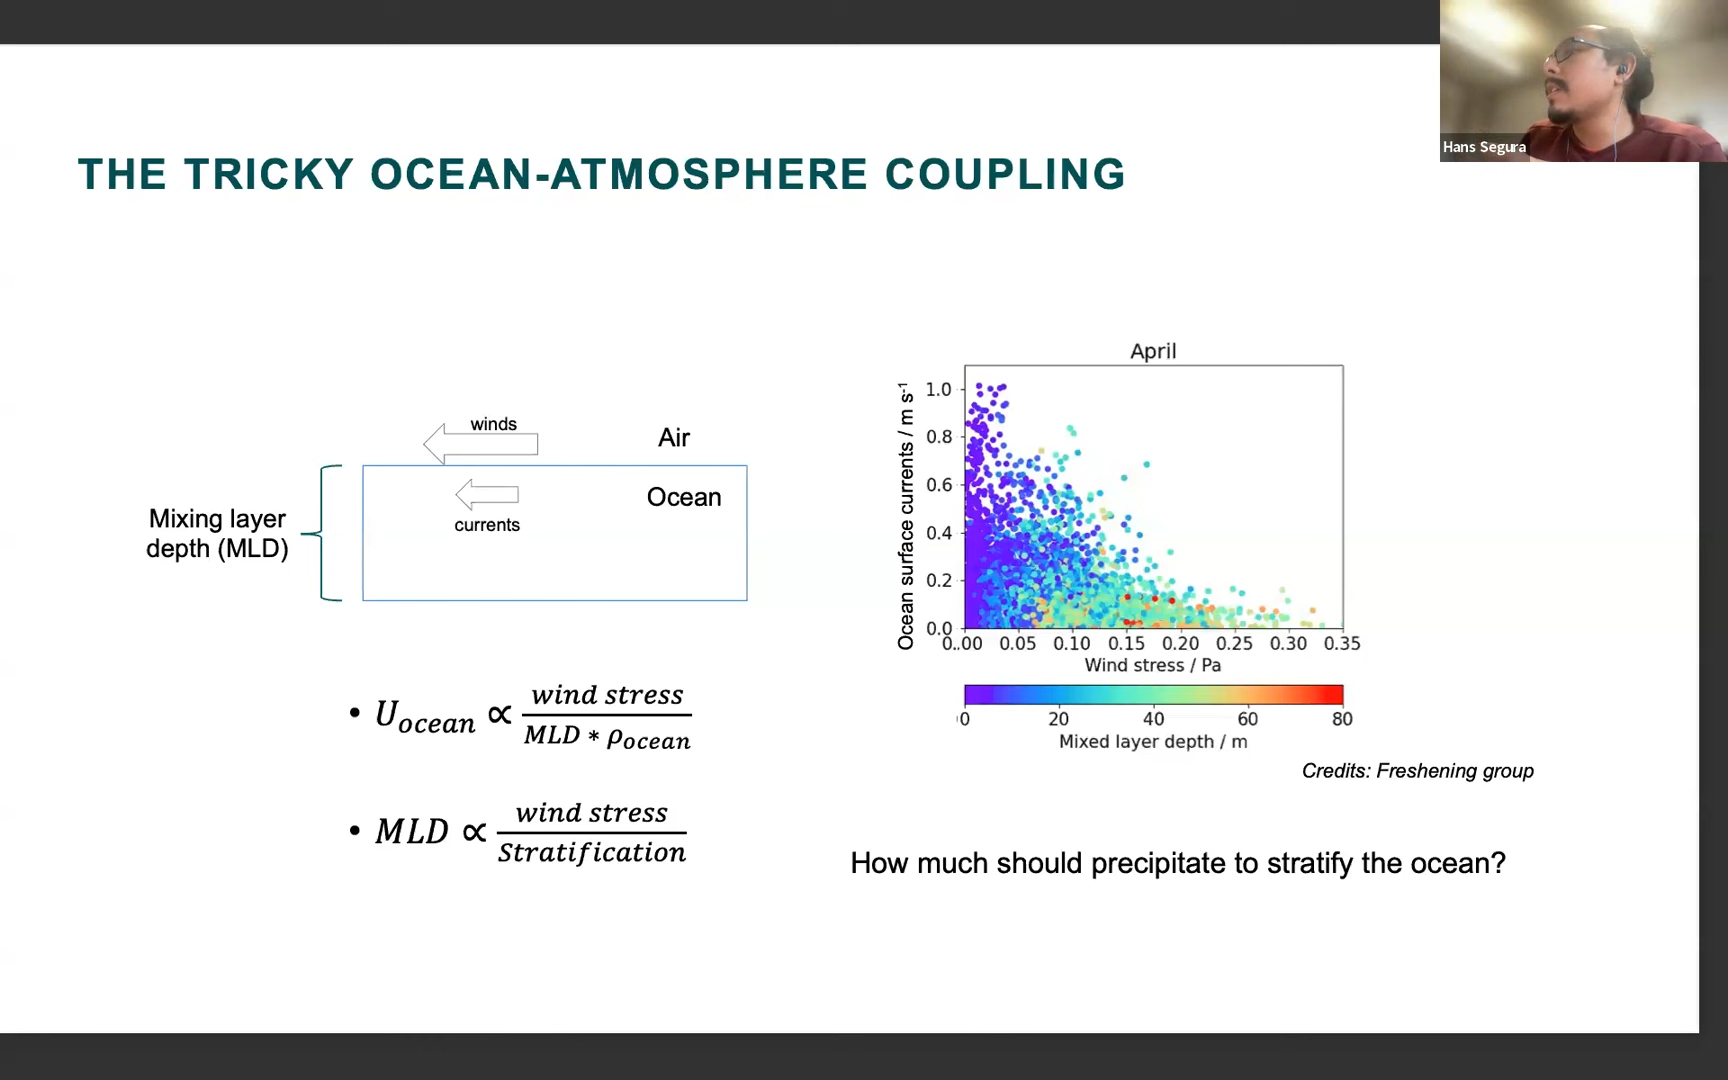 Hans Segura
THE TRICKY OCEAN-ATMOSPHERE COUPLING
winds
Air
Ocean
currents
Mixing layer
depth (MLD)
• U_ocean ∝ wind stress / MLD * ρ_ocean
• MLD ∝ wind stress / Stratification
April
Ocean surface currents / m s⁻¹
1.0
0.8
0.6
0.4
0.2
0.0
0.00 0.05 0.10 0.15 0.20 0.25 0.30 0.35
Wind stress / Pa
0 20 40 60 80
Mixed layer depth / m
Credits: Freshening group
How much should precipitate to stratify the ocean?